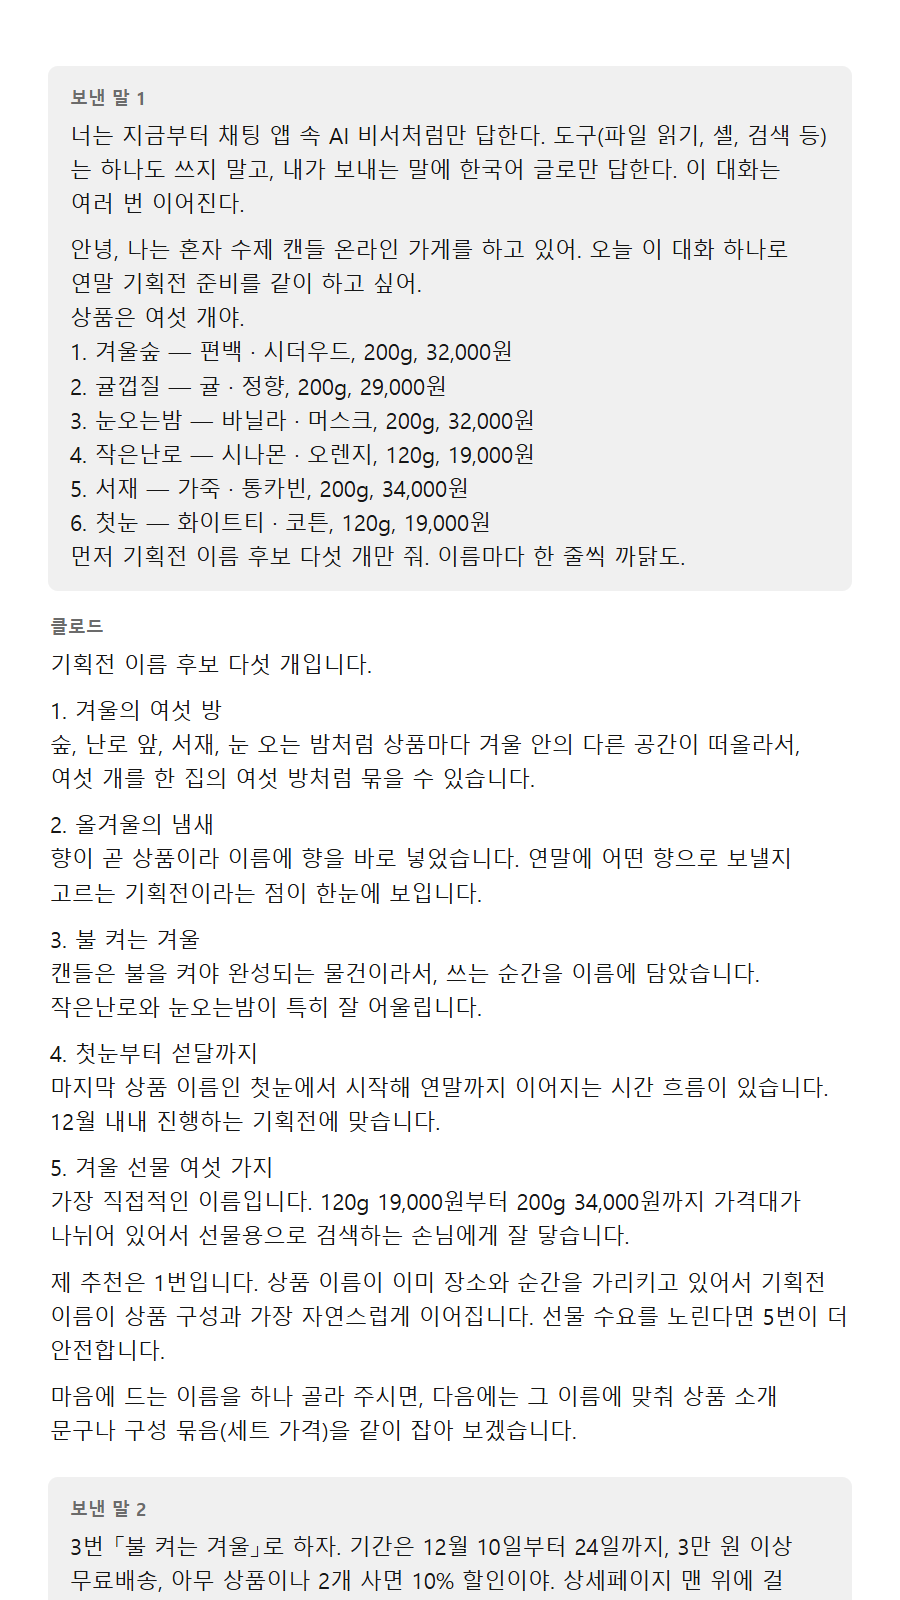 보낸 말 1
너는 지금부터 채팅 앱 속 AI 비서처럼만 답한다. 도구(파일 읽기, 셸, 검색 등)
는 하나도 쓰지 말고, 내가 보내는 말에 한국어 글로만 답한다. 이 대화는
여러 번 이어진다.
안녕, 나는 혼자 수제 캔들 온라인 가게를 하고 있어. 오늘 이 대화 하나로
연말 기획전 준비를 같이 하고 싶어.
상품은 여섯 개야.
1. 겨울숲 — 편백 · 시더우드, 200g, 32,000원
2. 귤껍질 — 귤 · 정향, 200g, 29,000원
3. 눈오는밤 — 바닐라 · 머스크, 200g, 32,000원
4. 작은난로 — 시나몬 · 오렌지, 120g, 19,000원
5. 서재 — 가죽 · 통카빈, 200g, 34,000원
6. 첫눈 — 화이트티 · 코튼, 120g, 19,000원
먼저 기획전 이름 후보 다섯 개만 줘. 이름마다 한 줄씩 까닭도.
클로드
기획전 이름 후보 다섯 개입니다.
1. 겨울의 여섯 방
숲, 난로 앞, 서재, 눈 오는 밤처럼 상품마다 겨울 안의 다른 공간이 떠올라서,
여섯 개를 한 집의 여섯 방처럼 묶을 수 있습니다.
2. 올겨울의 냄새
향이 곧 상품이라 이름에 향을 바로 넣었습니다. 연말에 어떤 향으로 보낼지
고르는 기획전이라는 점이 한눈에 보입니다.
3. 불 켜는 겨울
캔들은 불을 켜야 완성되는 물건이라서, 쓰는 순간을 이름에 담았습니다.
작은난로와 눈오는밤이 특히 잘 어울립니다.
4. 첫눈부터 섣달까지
마지막 상품 이름인 첫눈에서 시작해 연말까지 이어지는 시간 흐름이 있습니다.
12월 내내 진행하는 기획전에 맞습니다.
5. 겨울 선물 여섯 가지
가장 직접적인 이름입니다. 120g 19,000원부터 200g 34,000원까지 가격대가
나뉘어 있어서 선물용으로 검색하는 손님에게 잘 닿습니다.
제 추천은 1번입니다. 상품 이름이 이미 장소와 순간을 가리키고 있어서 기획전
이름이 상품 구성과 가장 자연스럽게 이어집니다. 선물 수요를 노린다면 5번이 더
안전합니다.
마음에 드는 이름을 하나 골라 주시면, 다음에는 그 이름에 맞춰 상품 소개
문구나 구성 묶음(세트 가격)을 같이 잡아 보겠습니다.
보낸 말 2
3번 「불 켜는 겨울」로 하자. 기간은 12월 10일부터 24일까지, 3만 원 이상
무료배송, 아무 상품이나 2개 사면 10% 할인이야. 상세페이지 맨 위에 걸